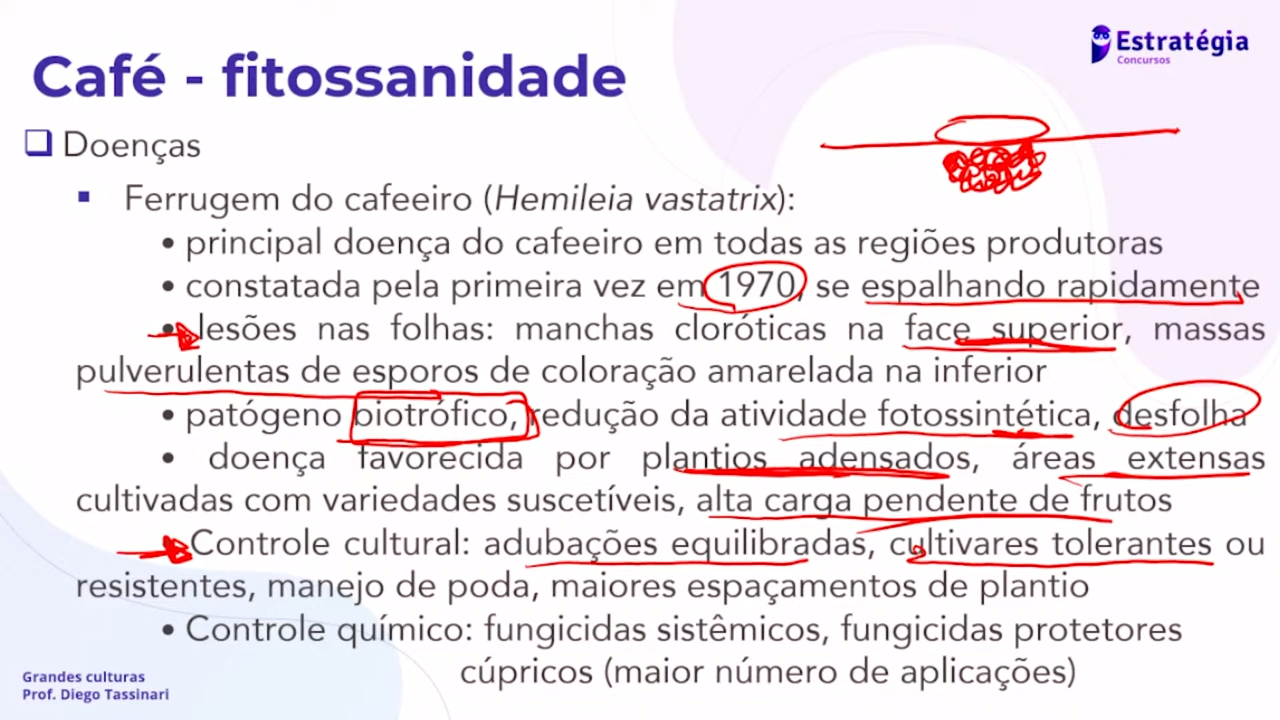 Estratégia
Concursos
Café - fitossanidade
Doenças
Ferrugem do cafeeiro (Hemileia vastatrix):
• principal doença do cafeeiro em todas as regiões produtoras
• constatada pela primeira vez em 1970, se espalhando rapidamente
• lesões nas folhas: manchas cloróticas na face superior, massas
pulverulentas de esporos de coloração amarelada na inferior
• patógeno biotrófico, redução da atividade fotossintética, desfolha
• doença favorecida por plantios adensados, áreas extensas
cultivadas com variedades suscetíveis, alta carga pendente de frutos
Controle cultural: adubações equilibradas, cultivares tolerantes ou
resistentes, manejo de poda, maiores espaçamentos de plantio
• Controle químico: fungicidas sistêmicos, fungicidas protetores
cúpricos (maior número de aplicações)
Grandes culturas
Prof. Diego Tassinari